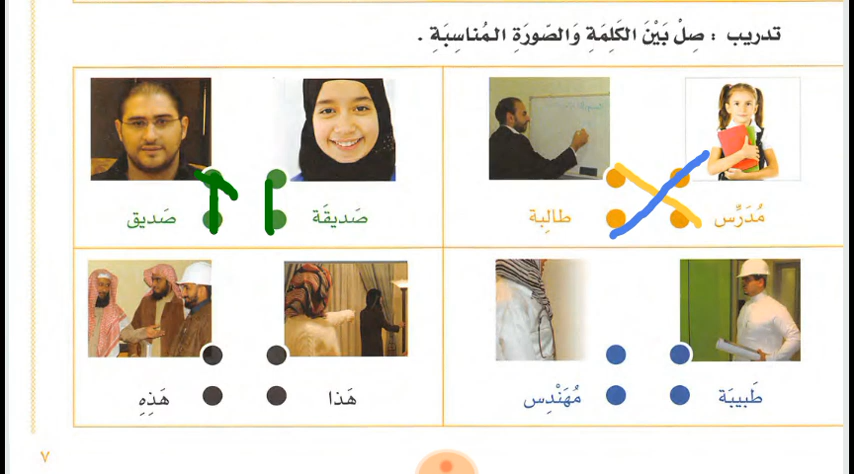 تدريب : صِلْ بَيْنَ الكَلِمَةِ وَالصّورَةِ المُناسِبَةِ .
مُدَرِّس
طالِبة
صَديقَة
صَديق
طَبيبَة
مُهَنْدِس
هَذا
هَذِهِ
٧